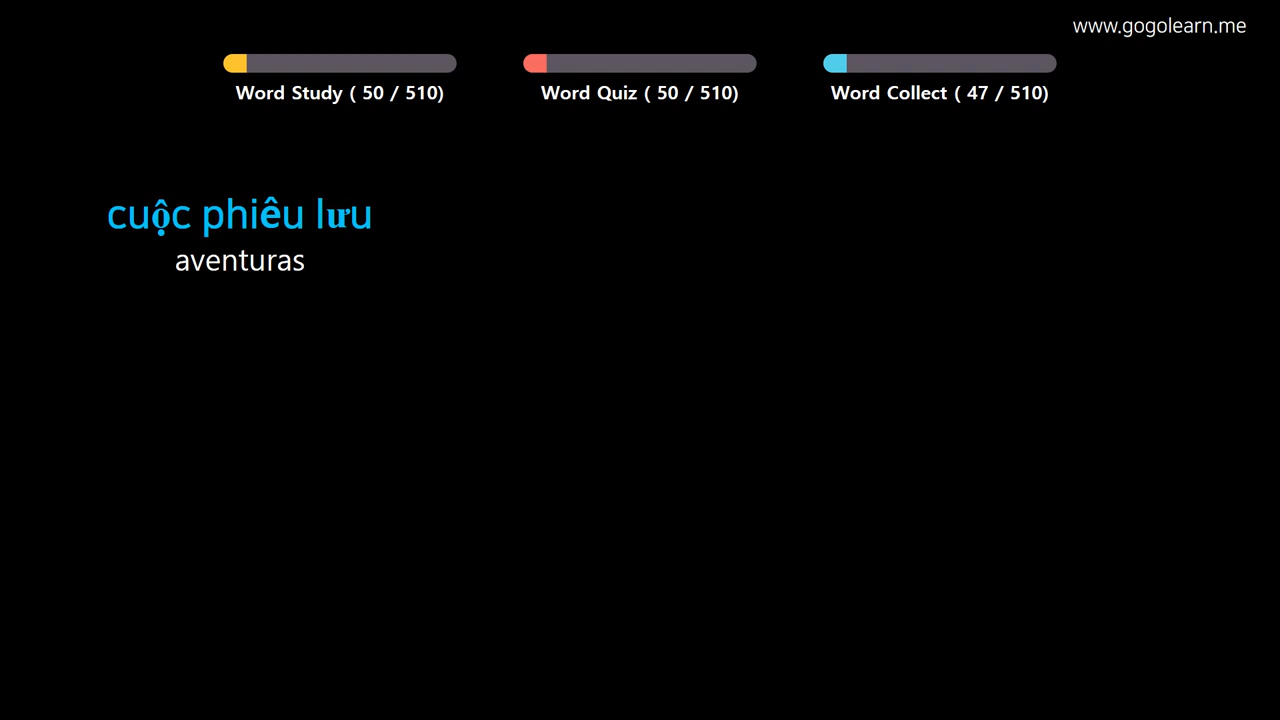 www.gogolearn.me
Word Study ( 50 / 510)
Word Quiz ( 50 / 510)
Word Collect ( 47 / 510)
cuộc phiêu lưu
aventuras